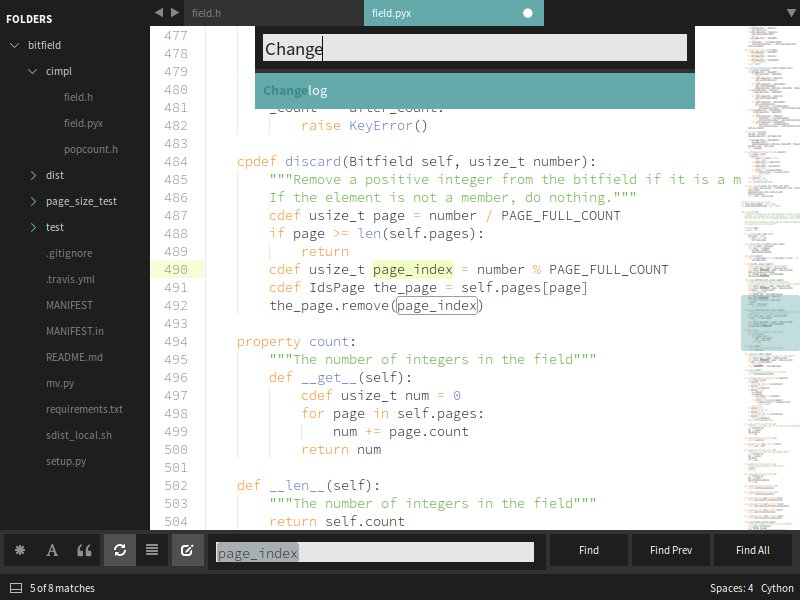 FOLDERS
bitfield
cimpl
field.h
field.pyx
popcount.h
dist
page_size_test
test
.gitignore
.travis.yml
MANIFEST
MANIFEST.in
README.md
mv.py
requirements.txt
sdist_local.sh
setup.py
field.h
field.pyx
Change
Changelog
477
478
479
480
481
482 raise KeyError()
483
484 cpdef discard(Bitfield self, usize_t number):
485 """Remove a positive integer from the bitfield if it is a m
486 If the element is not a member, do nothing."""
487 cdef usize_t page = number / PAGE_FULL_COUNT
488 if page >= len(self.pages):
489 return
490 cdef usize_t page_index = number % PAGE_FULL_COUNT
491 cdef IdsPage the_page = self.pages[page]
492 the_page.remove(page_index)
493
494 property count:
495 """The number of integers in the field"""
496 def __get__(self):
497 cdef usize_t num = 0
498 for page in self.pages:
499 num += page.count
500 return num
501
502 def __len__(self):
503 """The number of integers in the field"""
504 return self.count
page_index
Find
Find Prev
Find All
5 of 8 matches
Spaces: 4
Cython